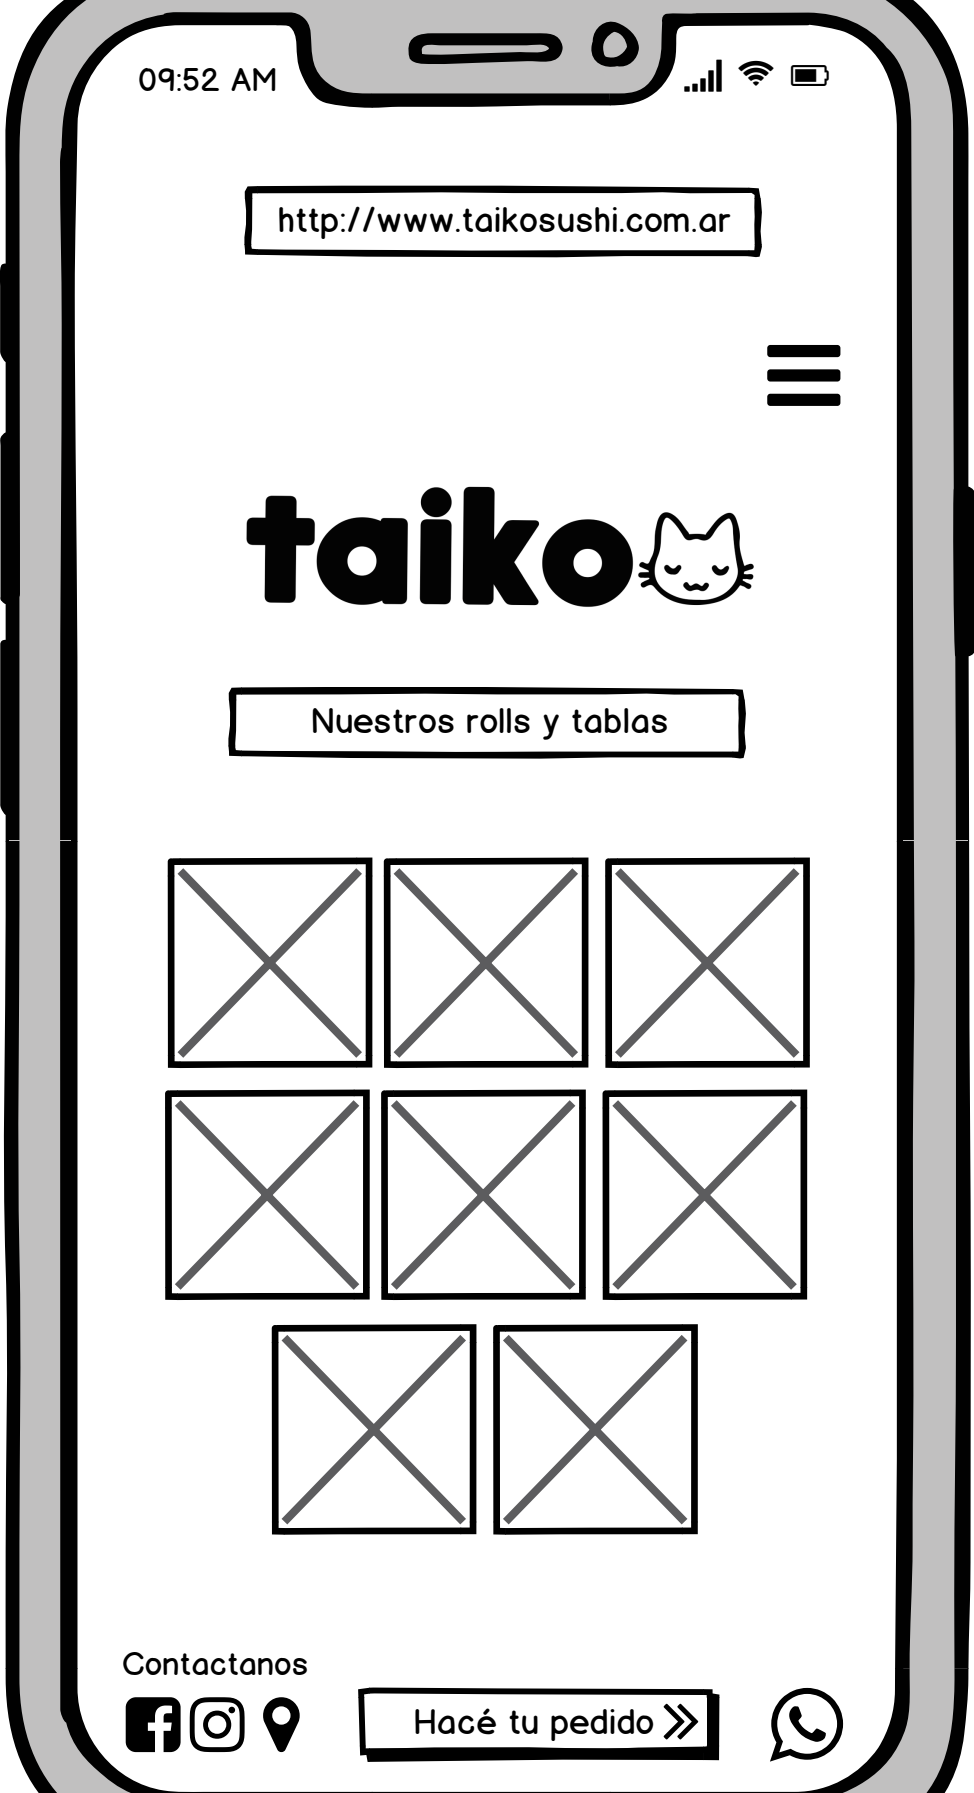 09:52 AM
http://www.taikosushi.com.ar
taiko
Nuestros rolls y tablas
Contactanos
Hacé tu pedido